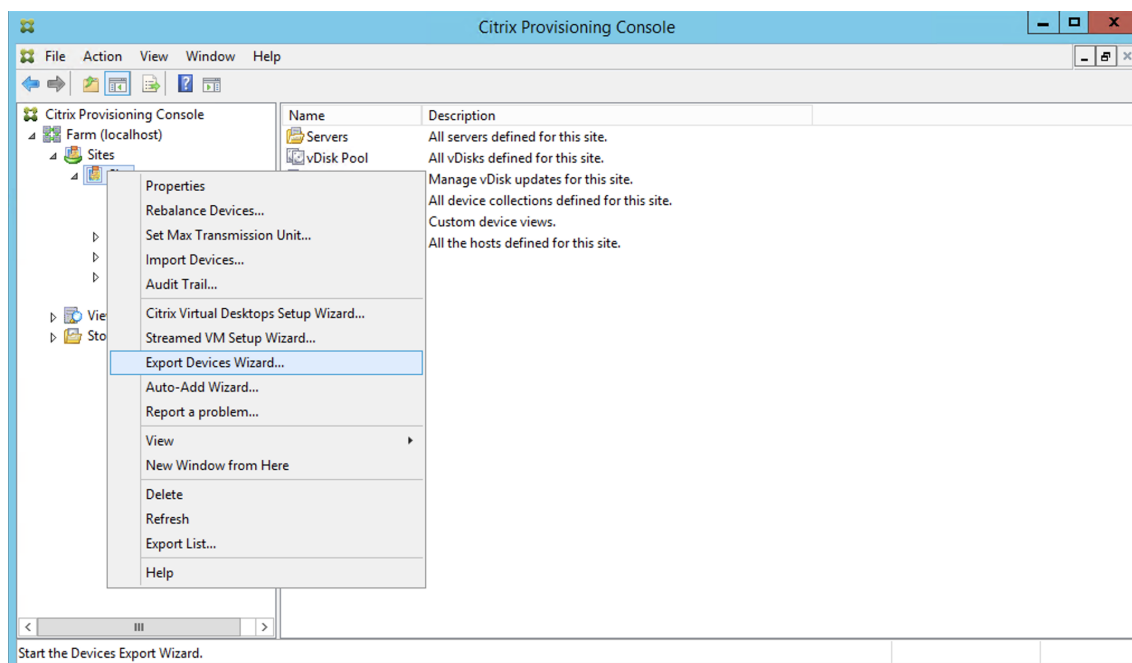 Citrix Provisioning Console
File Action View Window Help
Citrix Provisioning Console
Farm (localhost)
Sites
Vie
Sto
Name Description
Servers All servers defined for this site.
vDisk Pool All vDisks defined for this site.
Manage vDisk updates for this site.
All device collections defined for this site.
Custom device views.
All the hosts defined for this site.
Properties
Rebalance Devices...
Set Max Transmission Unit...
Import Devices...
Audit Trail...
Citrix Virtual Desktops Setup Wizard...
Streamed VM Setup Wizard...
Export Devices Wizard...
Auto-Add Wizard...
Report a problem...
View
New Window from Here
Delete
Refresh
Export List...
Help
Start the Devices Export Wizard.